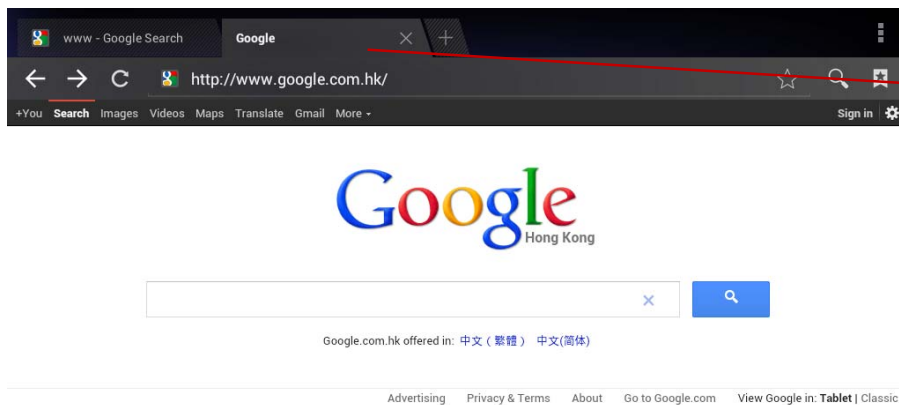 www - Google Search Google
http://www.google.com.hk/
+You Search Images Videos Maps Translate Gmail More Sign in
Google
Hong Kong
Google.com.hk offered in: 中文（繁體） 中文(简体)
Advertising Privacy & Terms About Go to Google.com View Google in: Tablet | Classic